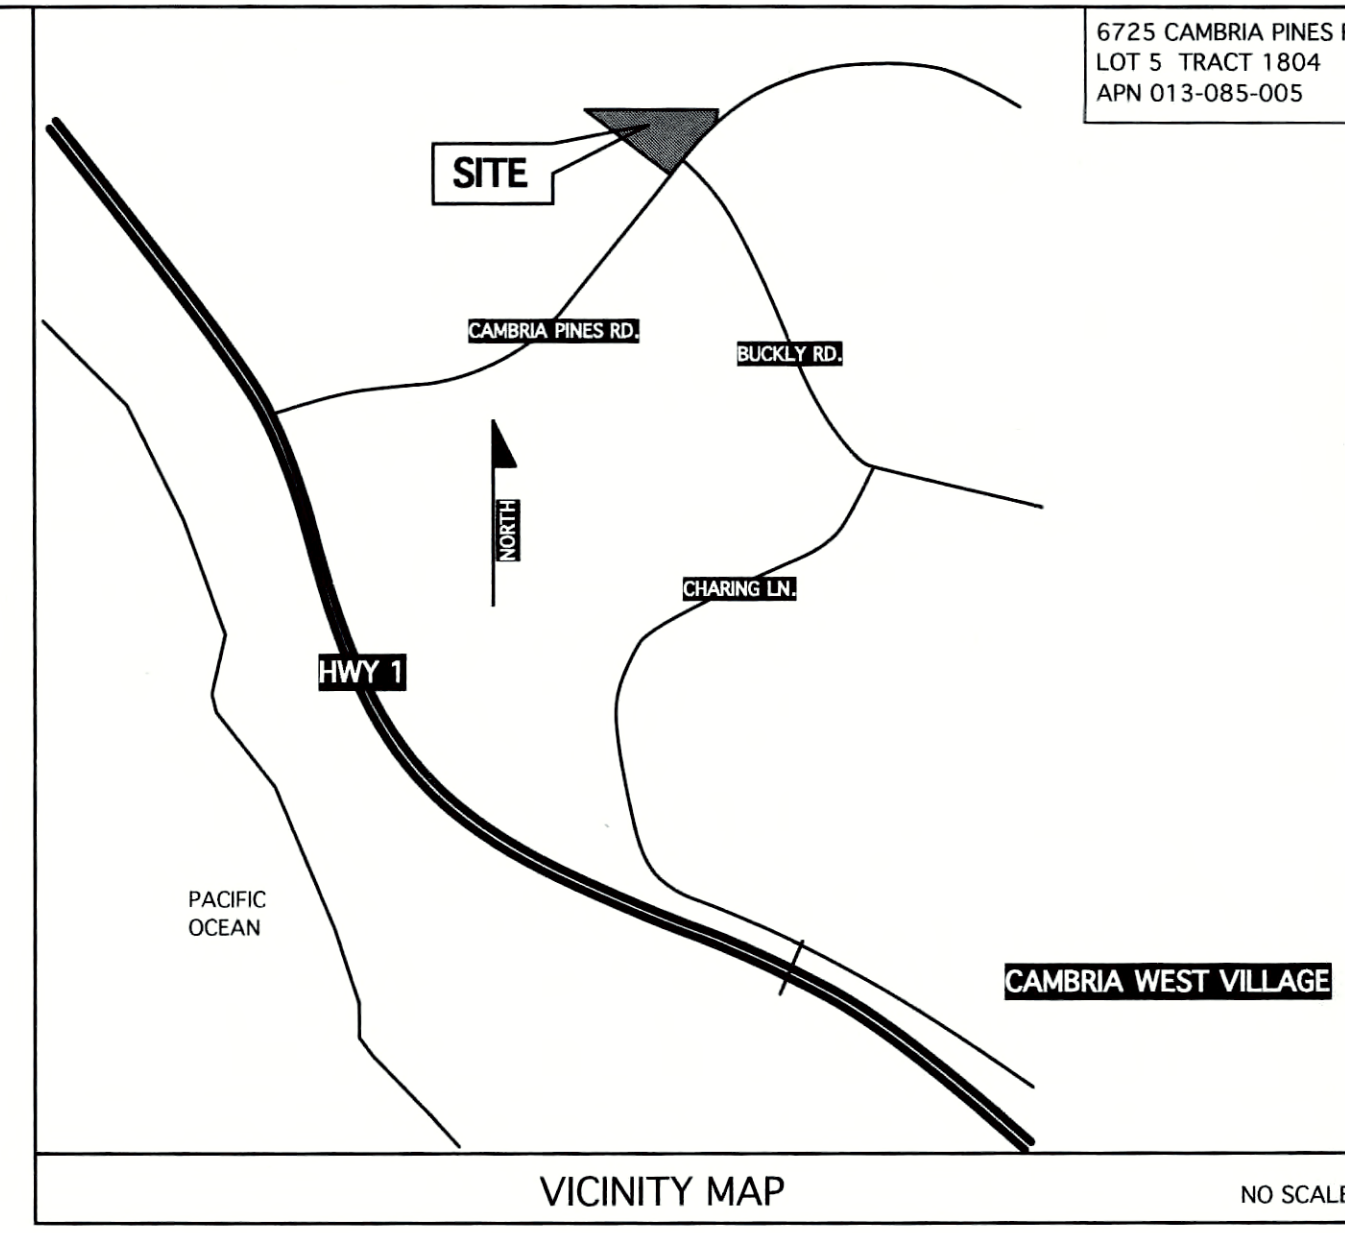 6725 CAMBRIA PINES
LOT 5 TRACT 1804
APN 013-085-005
SITE
CAMBRIA PINES RD.
BUCKLY RD.
NORTH
CHARING LN.
HWY 1
PACIFIC
OCEAN
CAMBRIA WEST VILLAGE
VICINITY MAP
NO SCALE